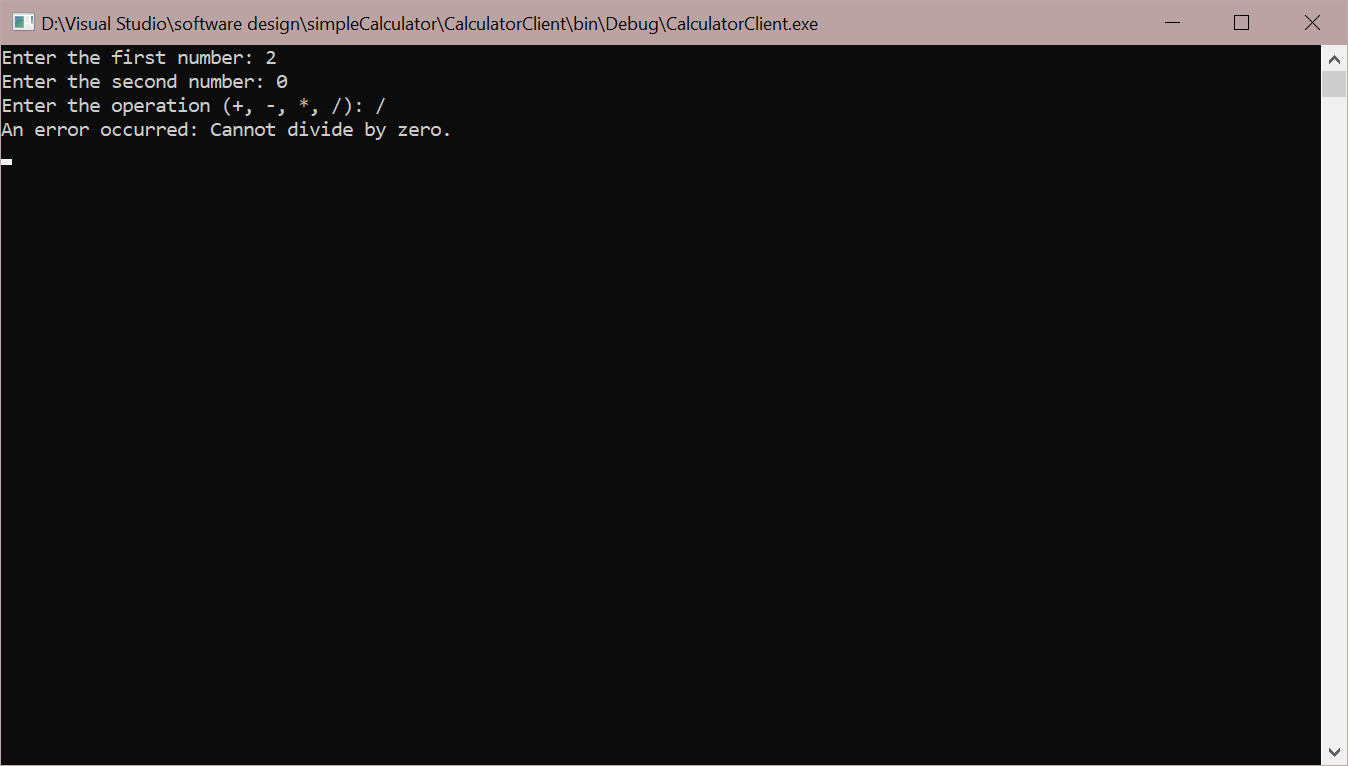 D:\Visual Studio\software design\simpleCalculator\CalculatorClient\bin\Debug\CalculatorClient.exe
Enter the first number: 2
Enter the second number: 0
Enter the operation (+, -, *, /): /
An error occurred: Cannot divide by zero.